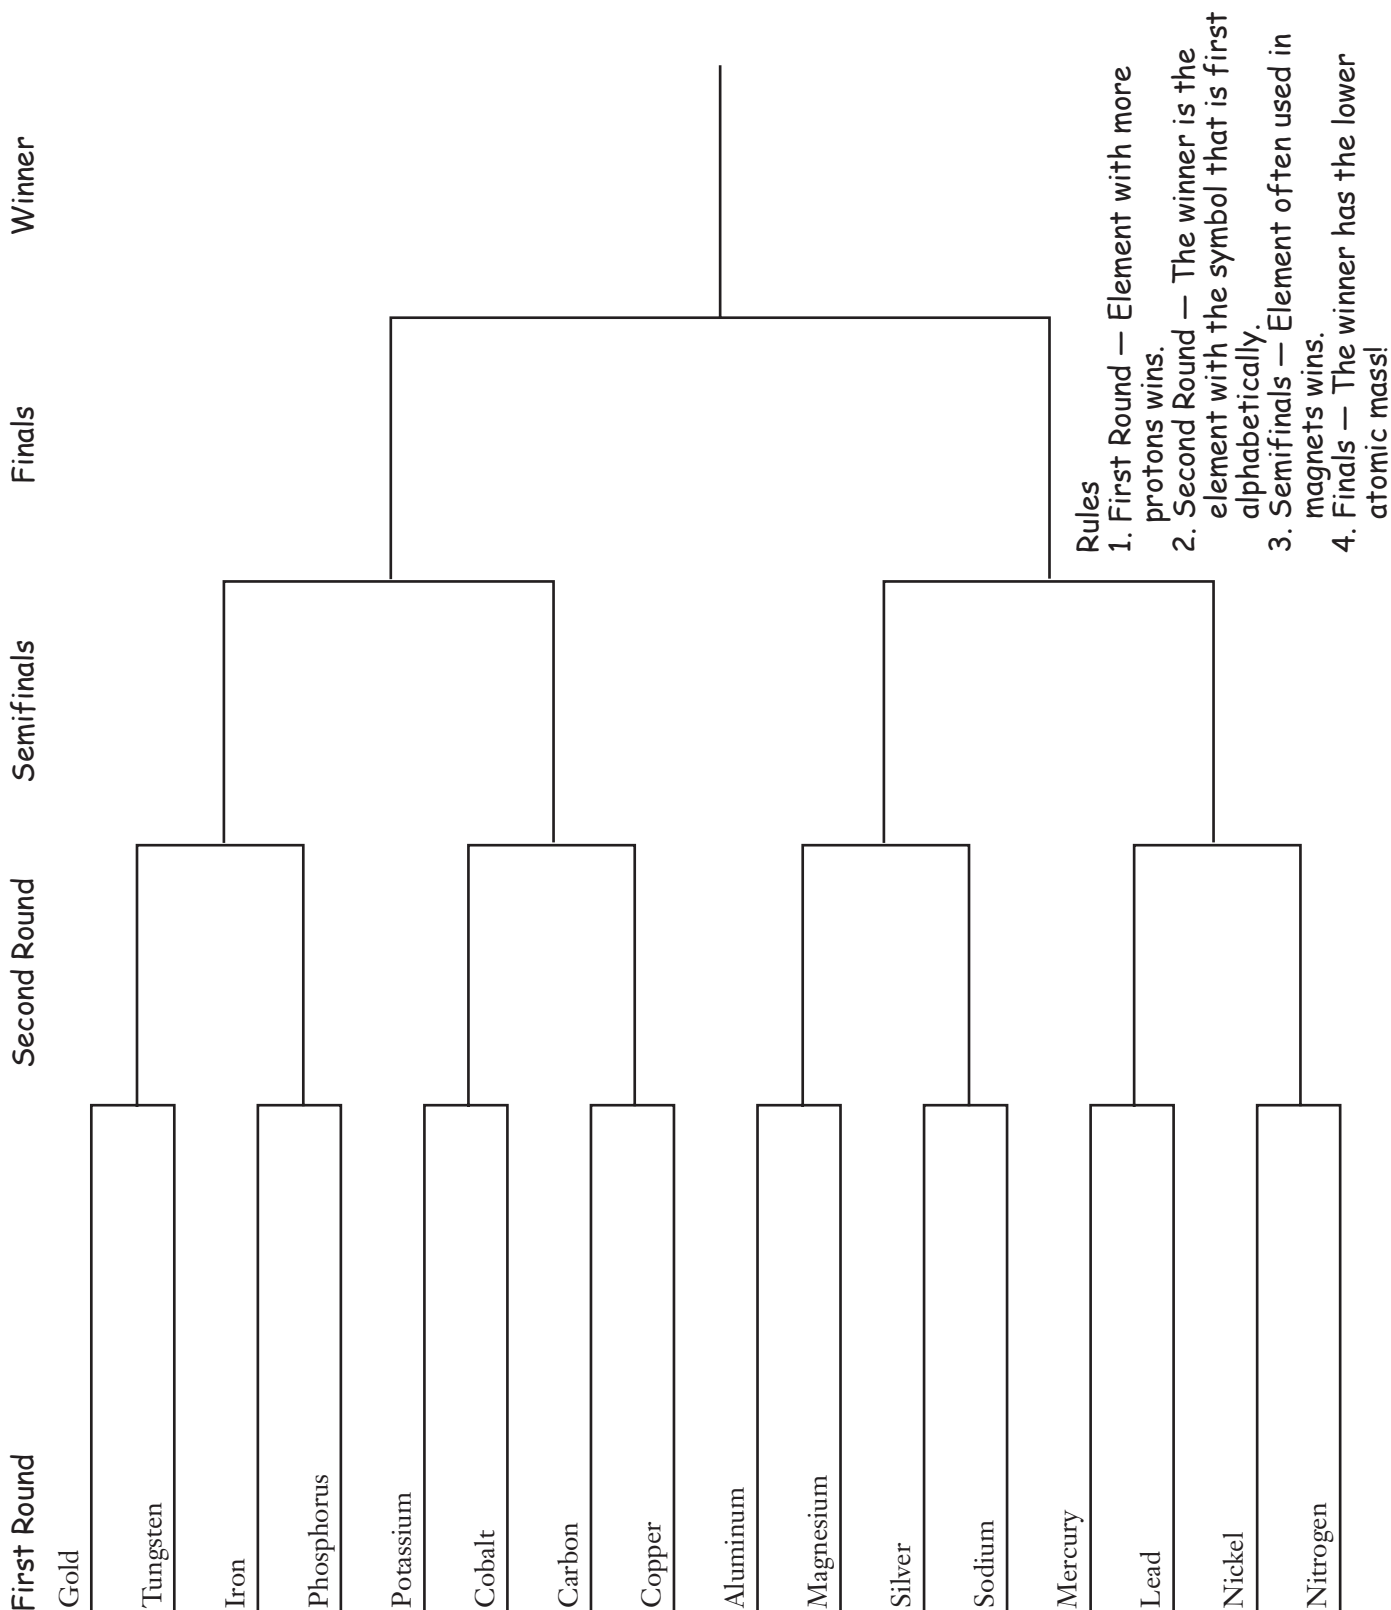 First Round
Second Round
Semifinals
Finals
Winner
Gold
Tungsten
Iron
Phosphorus
Potassium
Cobalt
Carbon
Copper
Aluminum
Magnesium
Silver
Sodium
Mercury
Lead
Nickel
Nitrogen
Rules
1. First Round — Element with more
protons wins.
2. Second Round — The winner is the
element with the symbol that is first
alphabetically.
3. Semifinals — Element often used in
magnets wins.
4. Finals — The winner has the lower
atomic mass!